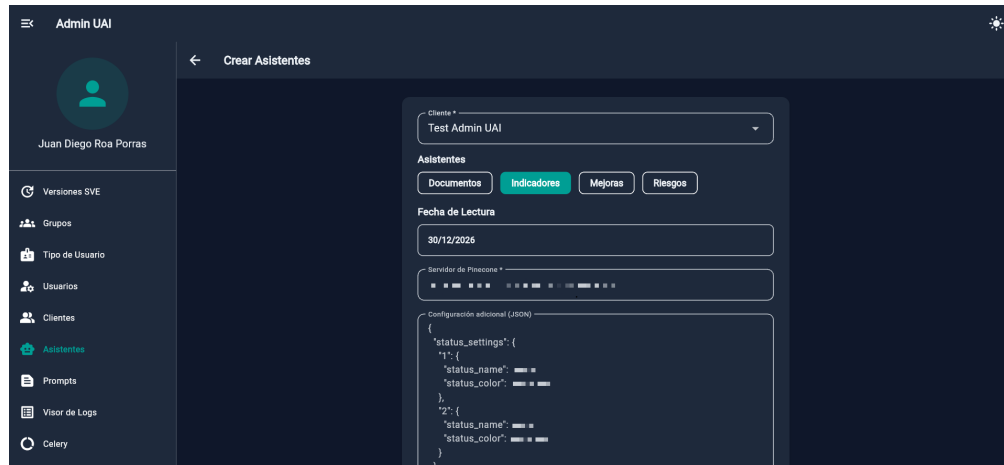 Admin UAI
Crear Asistentes
Juan Diego Roa Porras
Versiones SVE
Grupos
Tipo de Usuario
Usuarios
Clientes
Asistentes
Prompts
Visor de Logs
Celery
Cliente *
Test Admin UAI
Asistentes
Documentos Indicadores Mejoras Riesgos
Fecha de Lectura
30/12/2026
Servidor de Pinecone *
Configuración adicional (JSON)
{
"status_settings": {
"1": {
"status_name":
"status_color":
},
"2": {
"status_name":
"status_color":
}
}